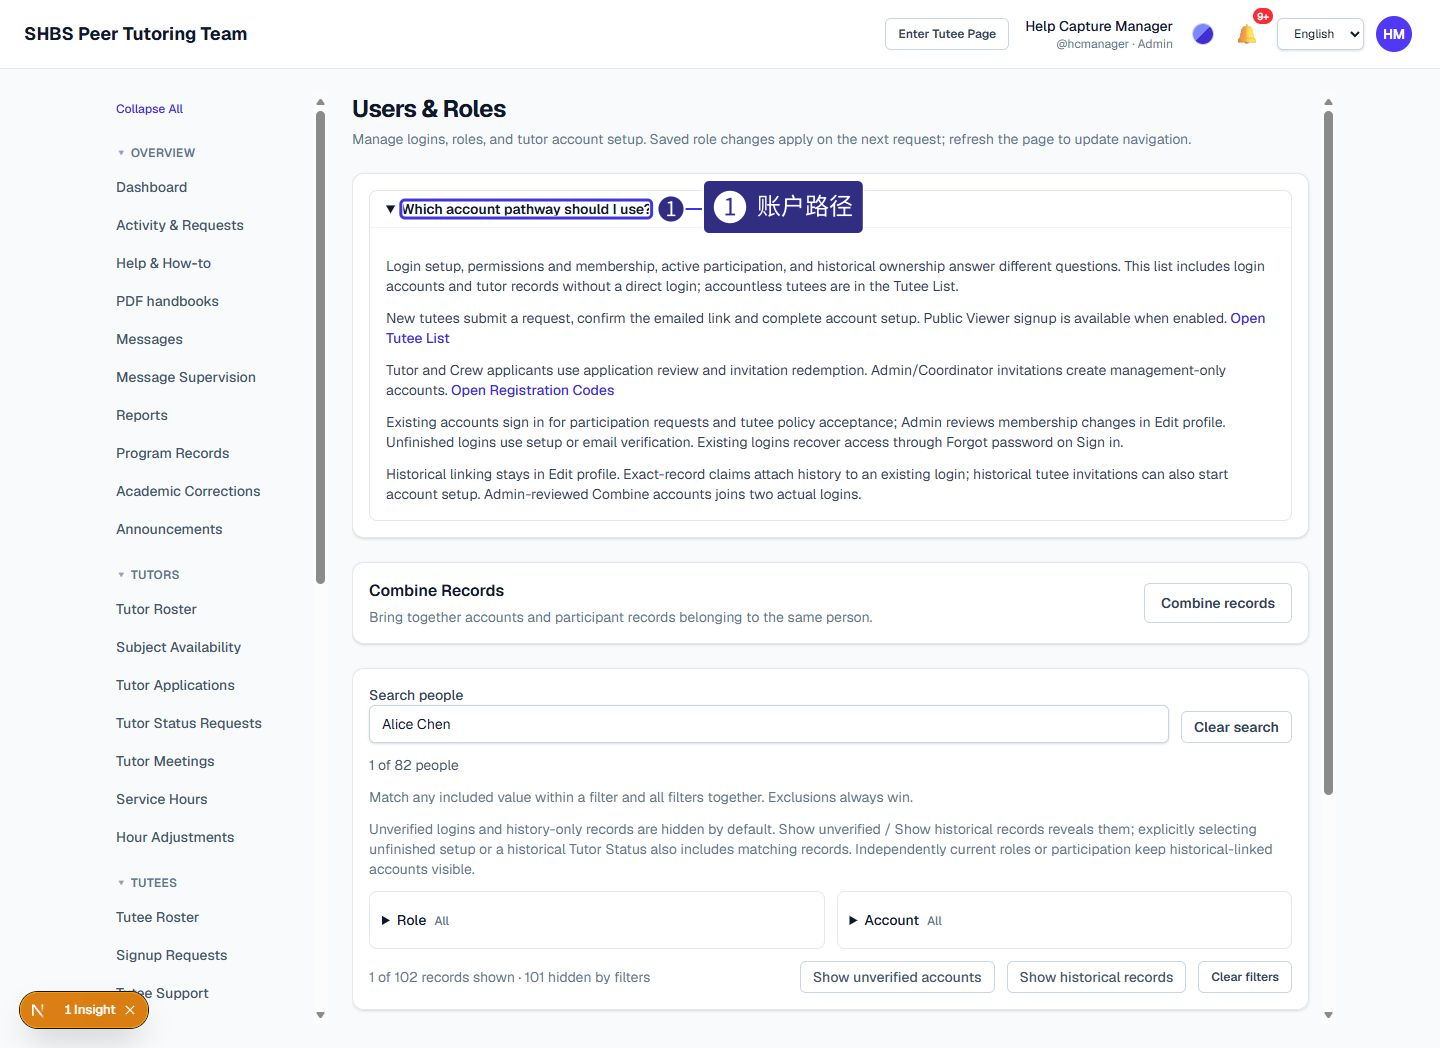 SHBS Peer Tutoring Team
Enter Tutee Page
Help Capture Manager
@hcmanager · Admin
9+
English
HM
Collapse All
OVERVIEW
Dashboard
Activity & Requests
Help & How-to
PDF handbooks
Messages
Message Supervision
Reports
Program Records
Academic Corrections
Announcements
TUTORS
Tutor Roster
Subject Availability
Tutor Applications
Tutor Status Requests
Tutor Meetings
Service Hours
Hour Adjustments
TUTEES
Tutee Roster
Signup Requests
Tutee Support
N 1 Insight ×
Users & Roles
Manage logins, roles, and tutor account setup. Saved role changes apply on the next request; refresh the page to update navigation.
Which account pathway should I use? 1 1 账户路径
Login setup, permissions and membership, active participation, and historical ownership answer different questions. This list includes login
accounts and tutor records without a direct login; accountless tutees are in the Tutee List.
New tutees submit a request, confirm the emailed link and complete account setup. Public Viewer signup is available when enabled. Open
Tutee List
Tutor and Crew applicants use application review and invitation redemption. Admin/Coordinator invitations create management-only
accounts. Open Registration Codes
Existing accounts sign in for participation requests and tutee policy acceptance; Admin reviews membership changes in Edit profile.
Unfinished logins use setup or email verification. Existing logins recover access through Forgot password on Sign in.
Historical linking stays in Edit profile. Exact-record claims attach history to an existing login; historical tutee invitations can also start
account setup. Admin-reviewed Combine accounts joins two actual logins.
Combine Records
Bring together accounts and participant records belonging to the same person.
Combine records
Search people
Alice Chen
Clear search
1 of 82 people
Match any included value within a filter and all filters together. Exclusions always win.
Unverified logins and history-only records are hidden by default. Show unverified / Show historical records reveals them; explicitly selecting
unfinished setup or a historical Tutor Status also includes matching records. Independently current roles or participation keep historical-linked
accounts visible.
Role All
Account All
1 of 102 records shown · 101 hidden by filters
Show unverified accounts
Show historical records
Clear filters